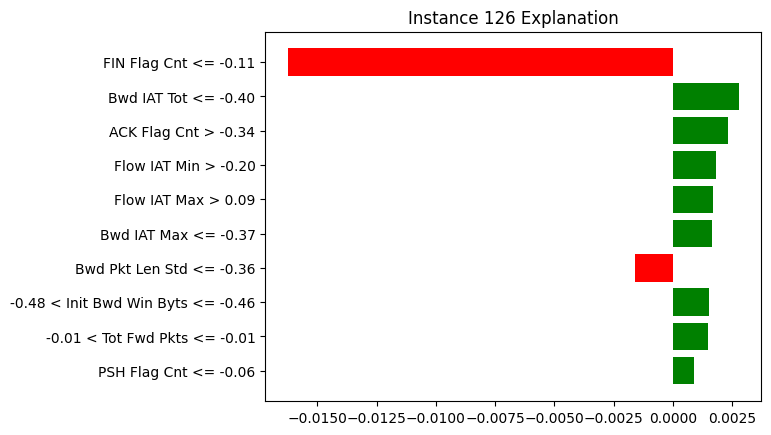 Instance 126 Explanation
FIN Flag Cnt <= -0.11
Bwd IAT Tot <= -0.40
ACK Flag Cnt > -0.34
Flow IAT Min > -0.20
Flow IAT Max > 0.09
Bwd IAT Max <= -0.37
Bwd Pkt Len Std <= -0.36
-0.48 < Init Bwd Win Byts <= -0.46
-0.01 < Tot Fwd Pkts <= -0.01
PSH Flag Cnt <= -0.06
−0.0150 −0.0125 −0.0100 −0.0075 −0.0050 −0.0025 0.0000 0.0025